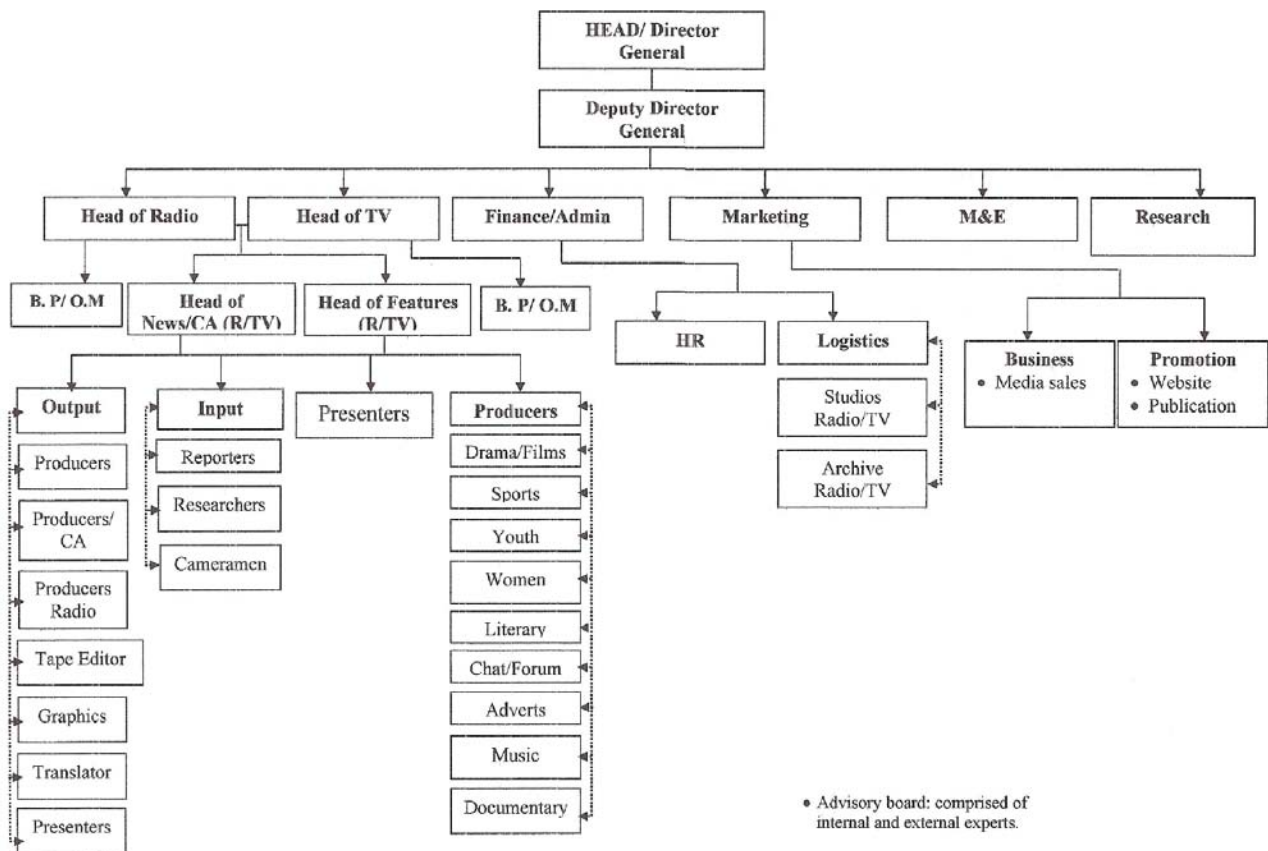 HEAD/ Director
General
Deputy Director
General
Head of Radio
Head of TV
Finance/Admin
Marketing
M&E
Research
B. P/ O.M
Head of
News/CA (R/TV)
Head of Features
(R/TV)
B. P/ O.M
HR
Logistics
Studios
Radio/TV
Archive
Radio/TV
Business
• Media sales
Promotion
• Website
• Publication
Output
Producers
Producers/
CA
Producers
Radio
Tape Editor
Graphics
Translator
Presenters
Input
Reporters
Researchers
Cameramen
Presenters
Producers
Drama/Films
Sports
Youth
Women
Literary
Chat/Forum
Adverts
Music
Documentary
• Advisory board: comprised of
internal and external experts.